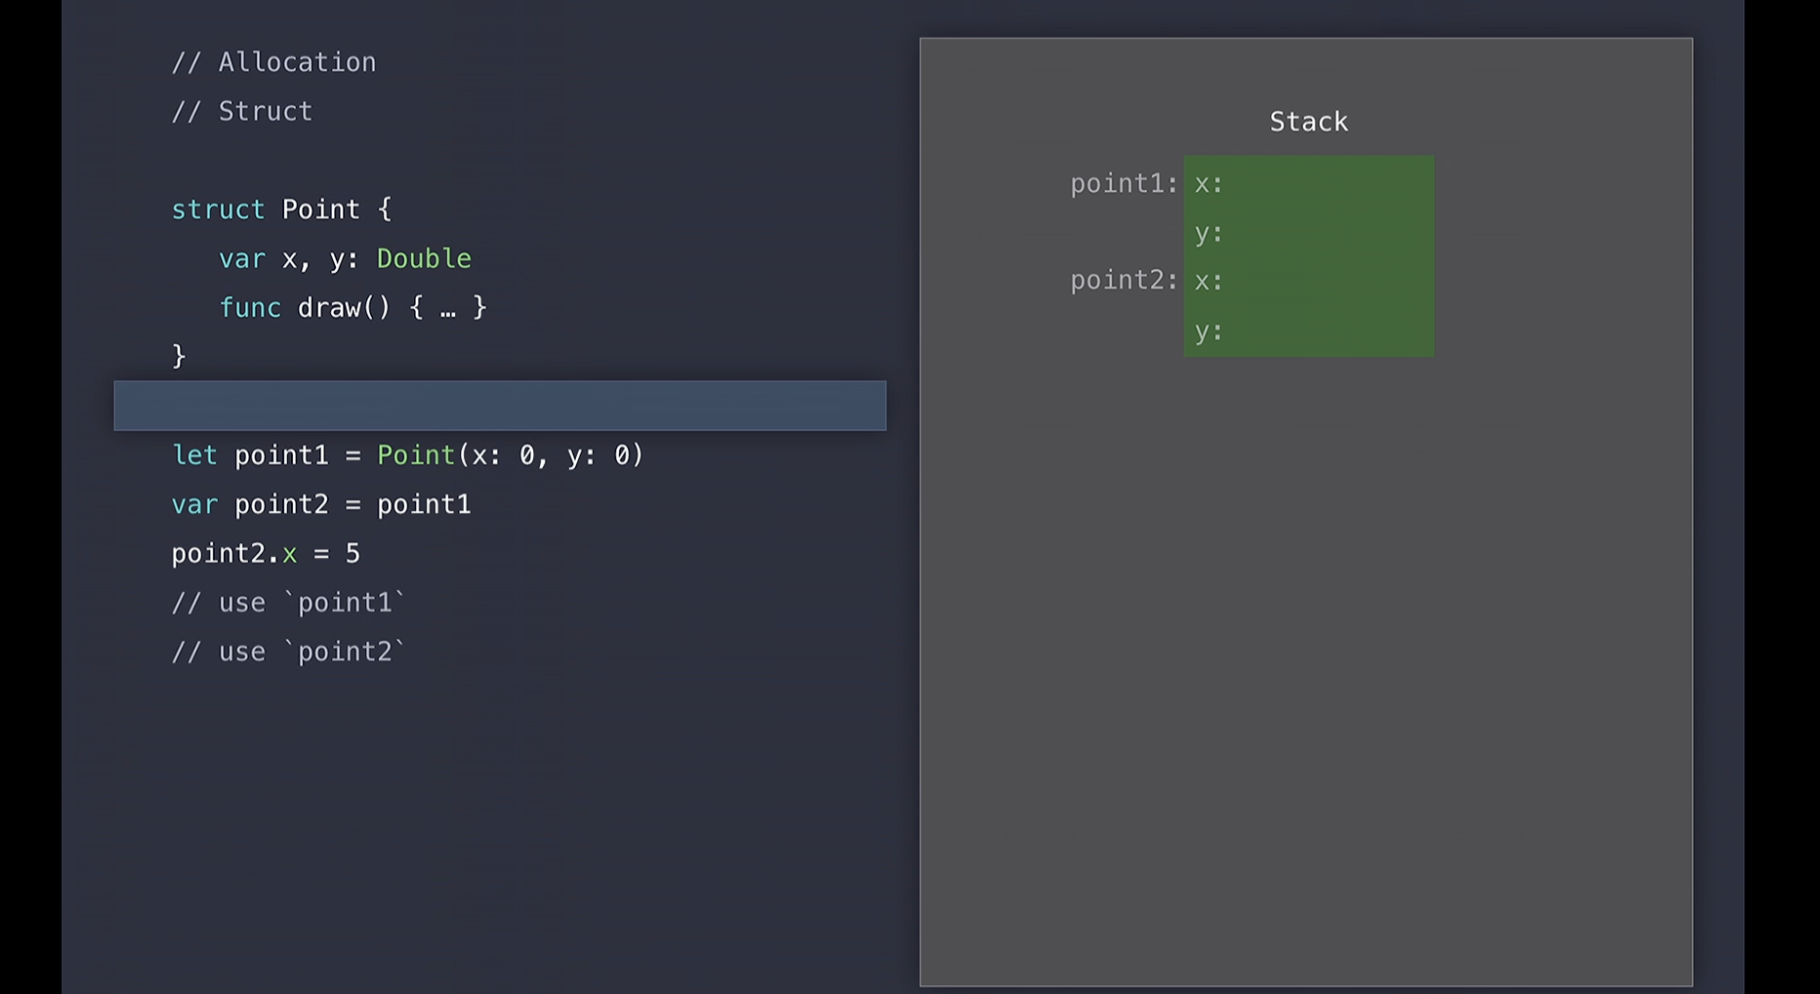 // Allocation
// Struct
struct Point {
var x, y: Double
func draw() { … }
}
let point1 = Point(x: 0, y: 0)
var point2 = point1
point2.x = 5
// use `point1`
// use `point2`
Stack
point1: x:
y:
point2: x:
y: